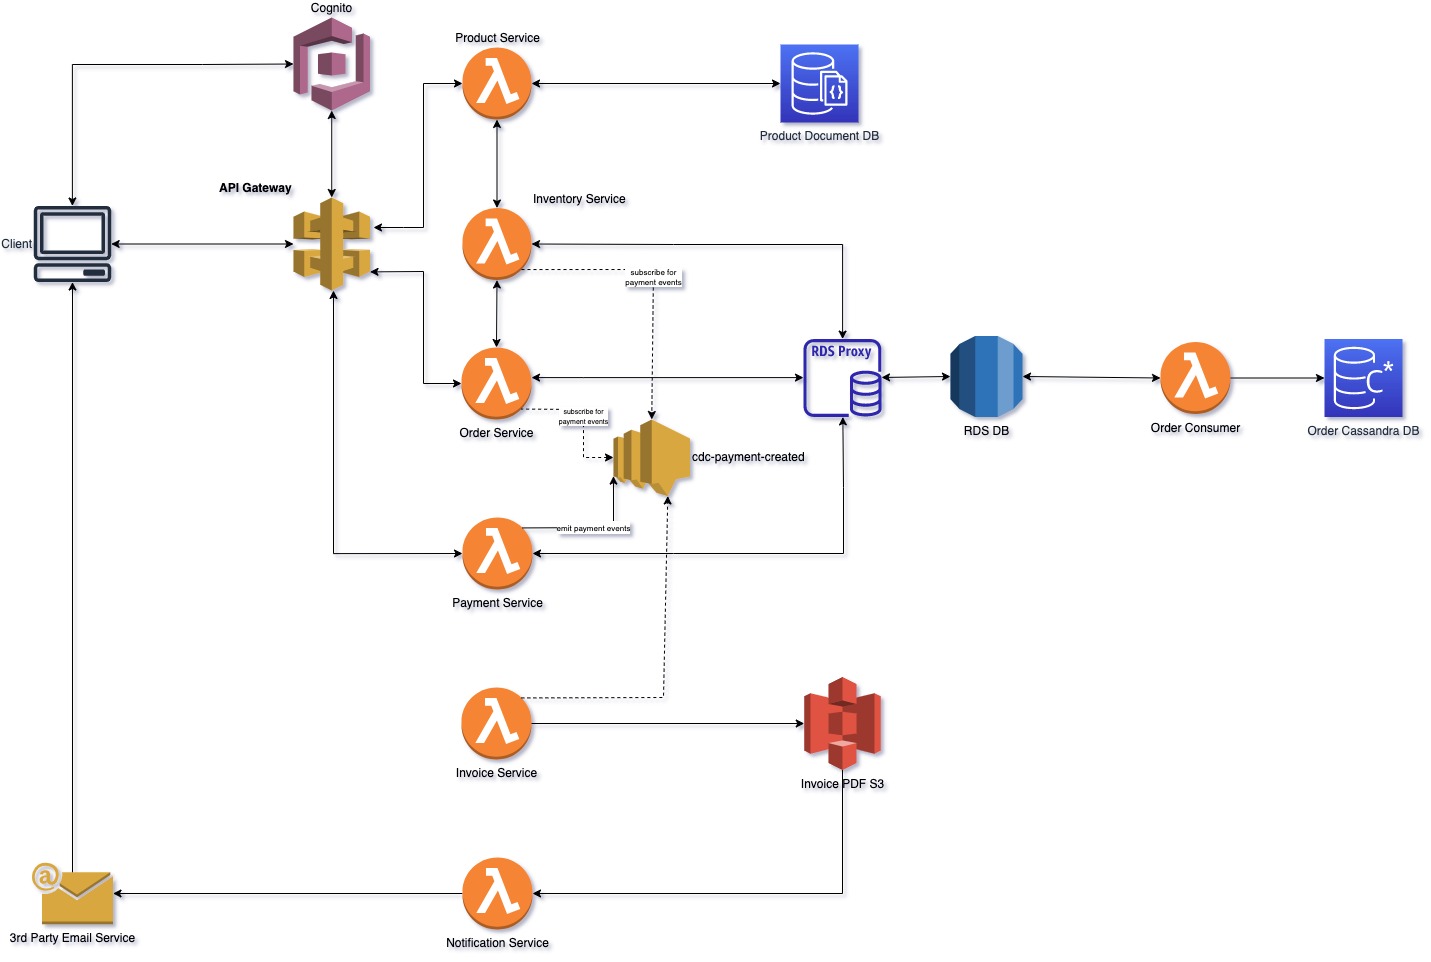 Cognito
Product Service
Product Document DB
API Gateway
Inventory Service
Client
subscribe for
payment events
RDS Proxy
subscribe for
payment events
Order Service
RDS DB
Order Consumer
Order Cassandra DB
C*
cdc-payment-created
emit payment events
Payment Service
Invoice Service
Invoice PDF S3
@
3rd Party Email Service
Notification Service